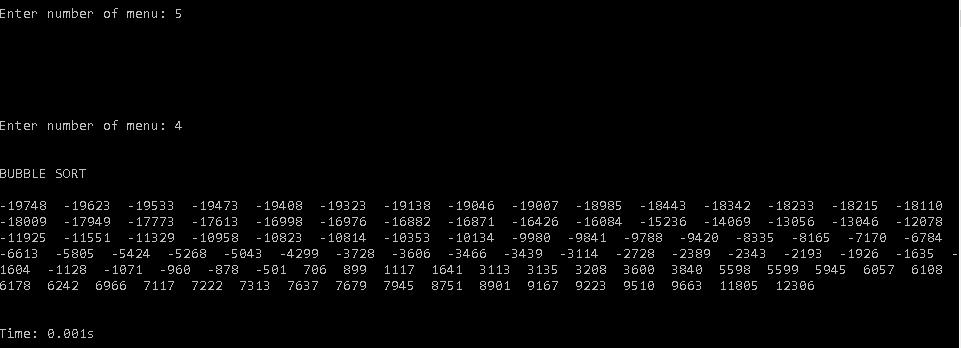 Enter number of menu: 5
Enter number of menu: 4
BUBBLE SORT
-19748  -19623  -19533  -19473  -19408  -19323  -19138  -19046  -19007  -18985  -18443  -18342  -18233  -18215  -18110
-18009  -17949  -17773  -17613  -16998  -16976  -16882  -16871  -16426  -16084  -15236  -14069  -13056  -13046  -12078
-11925  -11551  -11329  -10958  -10823  -10814  -10353  -10134  -9980  -9841  -9788  -9420  -8335  -8165  -7170  -6784
-6613  -5805  -5424  -5268  -5043  -4299  -3728  -3606  -3466  -3439  -3114  -2728  -2389  -2343  -2193  -1926  -1635  -
1604  -1128  -1071  -960  -878  -501  706  899  1117  1641  3113  3135  3208  3600  3840  5598  5599  5945  6057  6108
6178  6242  6966  7117  7222  7313  7637  7679  7945  8751  8901  9167  9223  9510  9663  11805  12306
Time: 0.001s